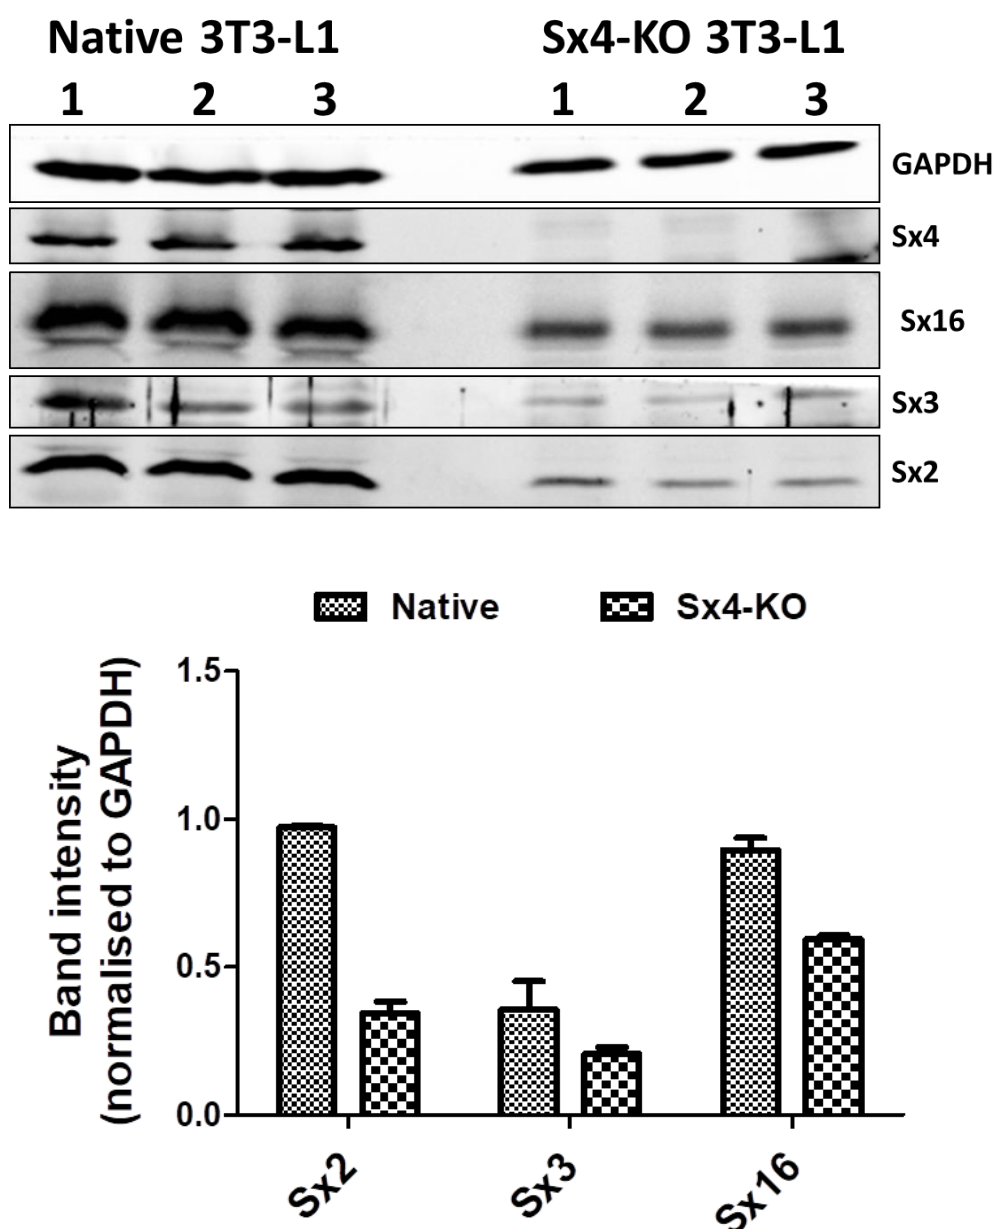 Native 3T3-L1 Sx4-KO 3T3-L1
1 2 3 1 2 3
GAPDH
Sx4
Sx16
Sx3
Sx2
Native Sx4-KO
Band intensity
(normalised to GAPDH)
1.5
1.0
0.5
0.0
Sx2 Sx3 Sx16